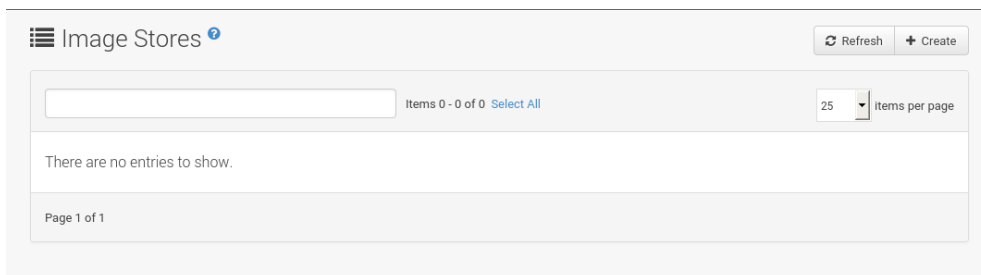 Image Stores ?
Refresh + Create
Items 0 - 0 of 0 Select All 25 items per page
There are no entries to show.
Page 1 of 1